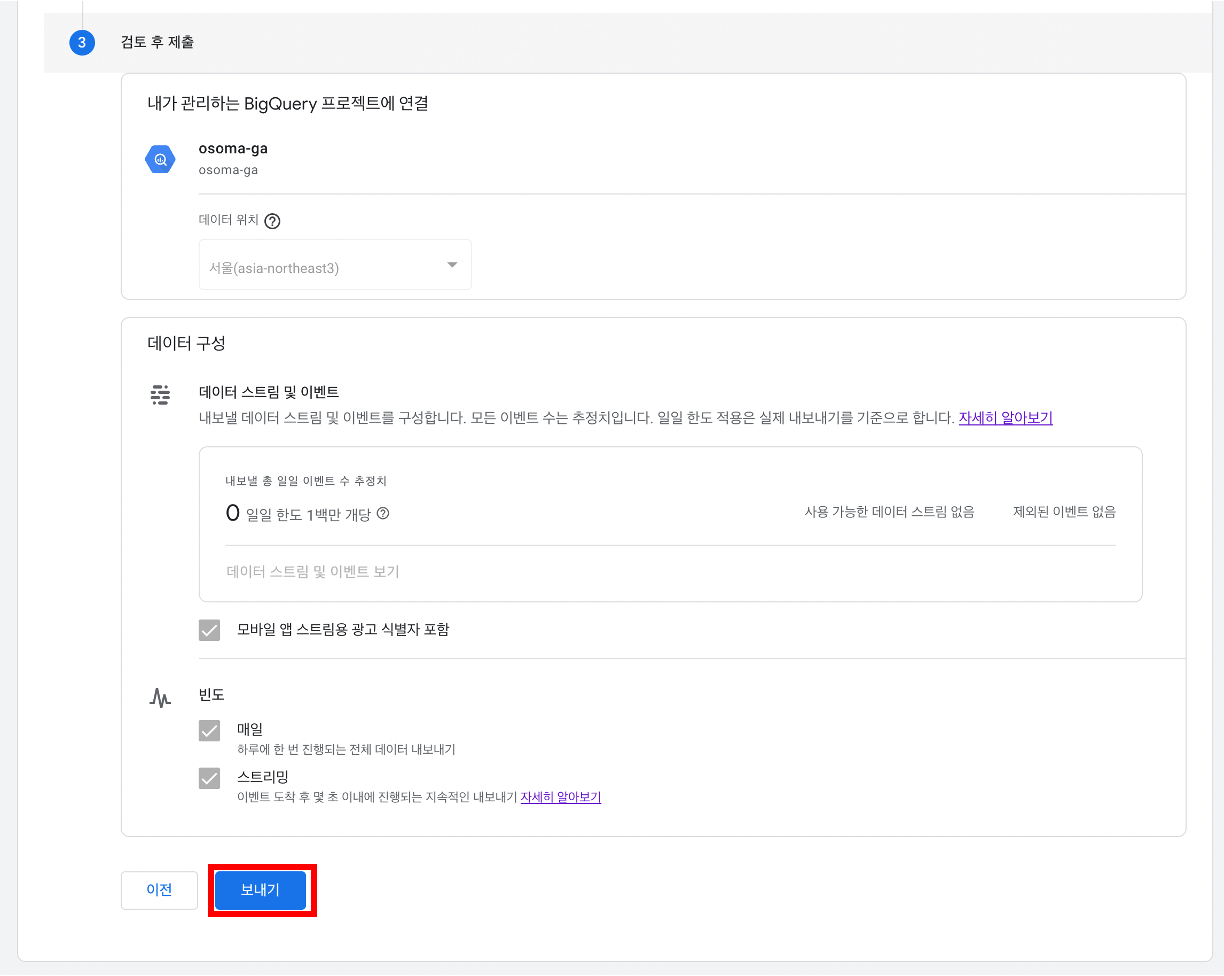 3 검토 후 제출
내가 관리하는 BigQuery 프로젝트에 연결
osoma-ga
osoma-ga
데이터 위치 ?
서울(asia-northeast3)
데이터 구성
데이터 스트림 및 이벤트
내보낼 데이터 스트림 및 이벤트를 구성합니다. 모든 이벤트 수는 추정치입니다. 일일 한도 적용은 실제 내보내기를 기준으로 합니다. 자세히 알아보기
내보낼 총 일일 이벤트 수 추정치
0 일일 한도 1백만 개당 ? 사용 가능한 데이터 스트림 없음 제외된 이벤트 없음
데이터 스트림 및 이벤트 보기
모바일 앱 스트림용 광고 식별자 포함
빈도
매일
하루에 한 번 진행되는 전체 데이터 내보내기
스트리밍
이벤트 도착 후 몇 초 이내에 진행되는 지속적인 내보내기 자세히 알아보기
이전 보내기